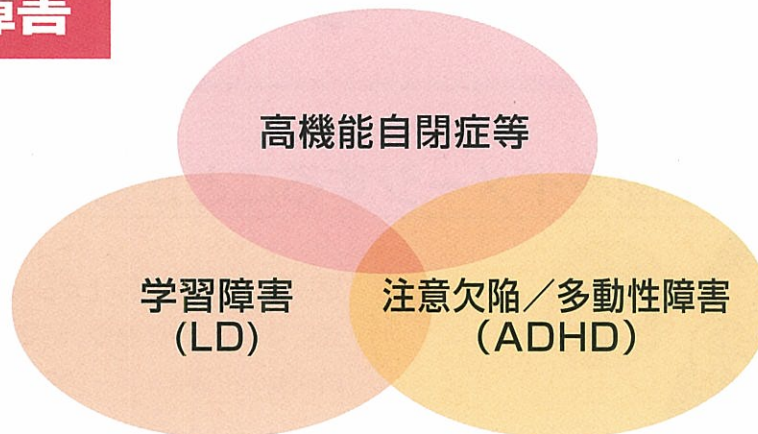 障害
高機能自閉症等
学習障害
(LD)
注意欠陥／多動性障害
（ADHD）